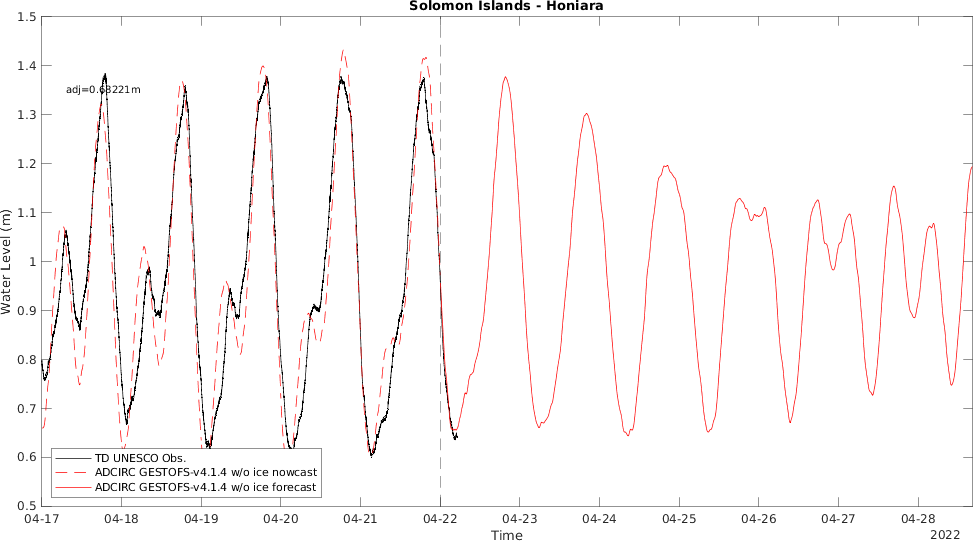 Solomon Islands - Honiara
1.5
1.4
1.3
1.2
1.1
1
0.9
0.8
0.7
0.6
0.5
Water Level (m)
adj=0.63221m
TD UNESCO Obs.
ADCIRC GESTOFS-v4.1.4 w/o ice nowcast
ADCIRC GESTOFS-v4.1.4 w/o ice forecast
04-17 04-18 04-19 04-20 04-21 04-22 04-23 04-24 04-25 04-26 04-27 04-28
Time
2022